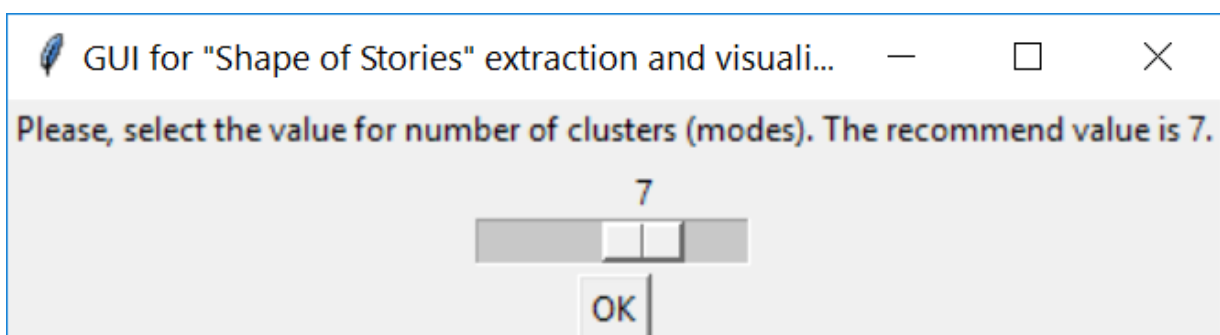 GUI for "Shape of Stories" extraction and visuali...
Please, select the value for number of clusters (modes). The recommend value is 7.
7
OK